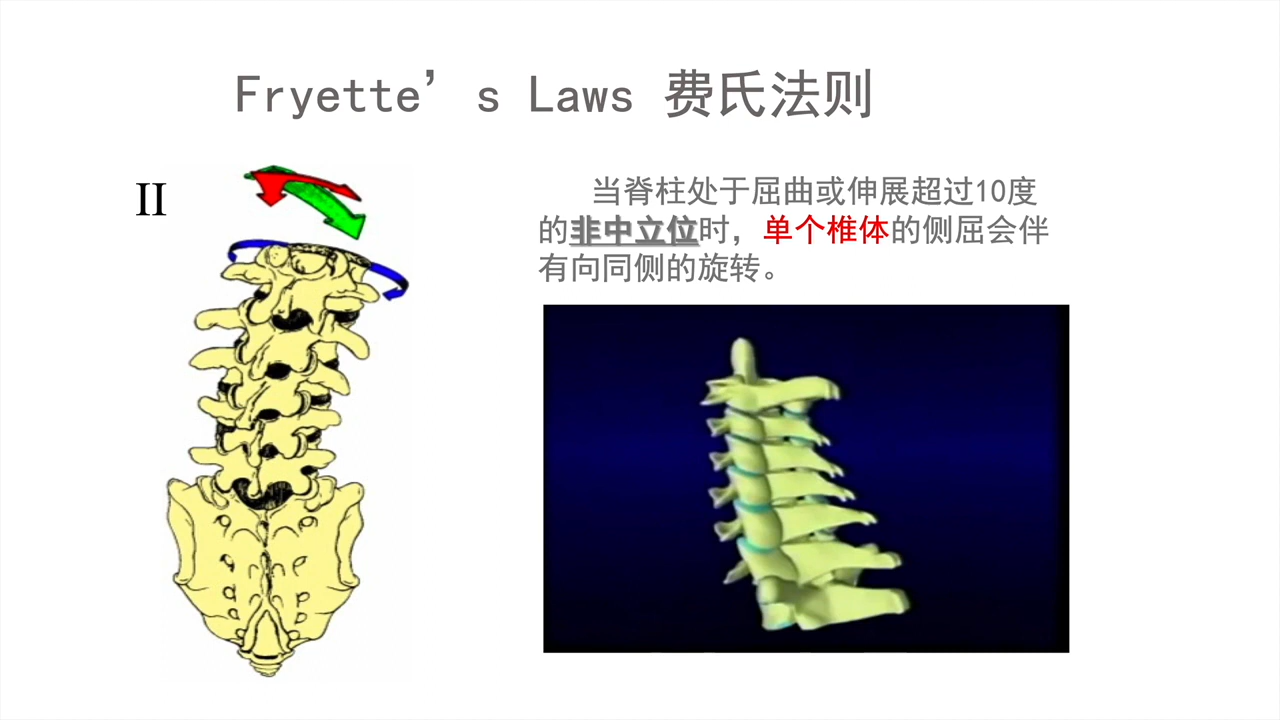 Fryette's Laws 费氏法则
II
当脊柱处于屈曲或伸展超过10度
的非中立位时，单个椎体的侧屈会伴
有向同侧的旋转。